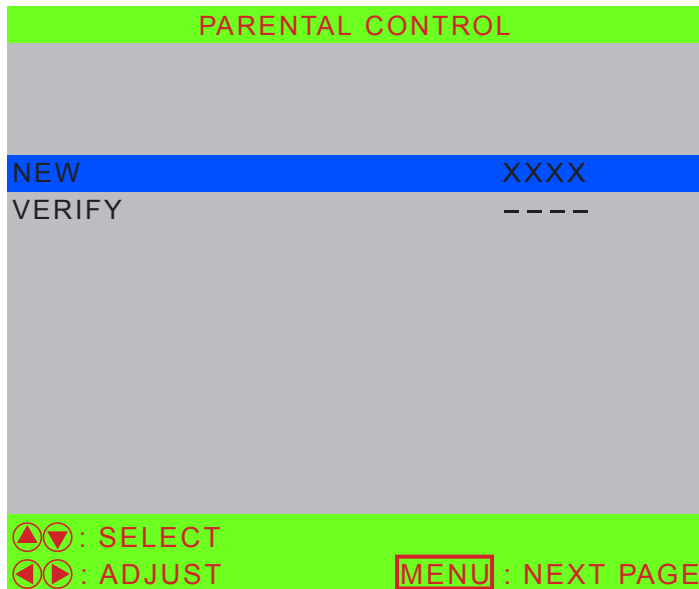 PARENTAL CONTROL
NEW XXXX
VERIFY ----
: SELECT
: ADJUST MENU : NEXT PAGE